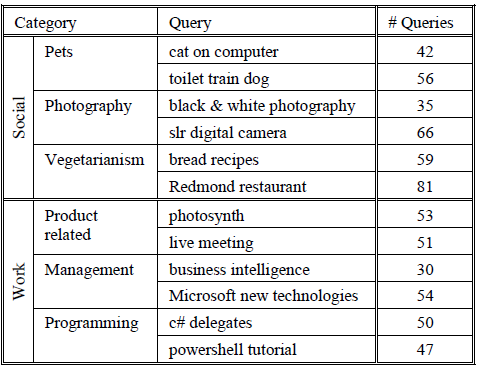 Category Query # Queries
Social
Pets cat on computer 42
toilet train dog 56
Photography black & white photography 35
slr digital camera 66
Vegetarianism bread recipes 59
Redmond restaurant 81
Work
Product related photosynth 53
live meeting 51
Management business intelligence 30
Microsoft new technologies 54
Programming c# delegates 50
powershell tutorial 47